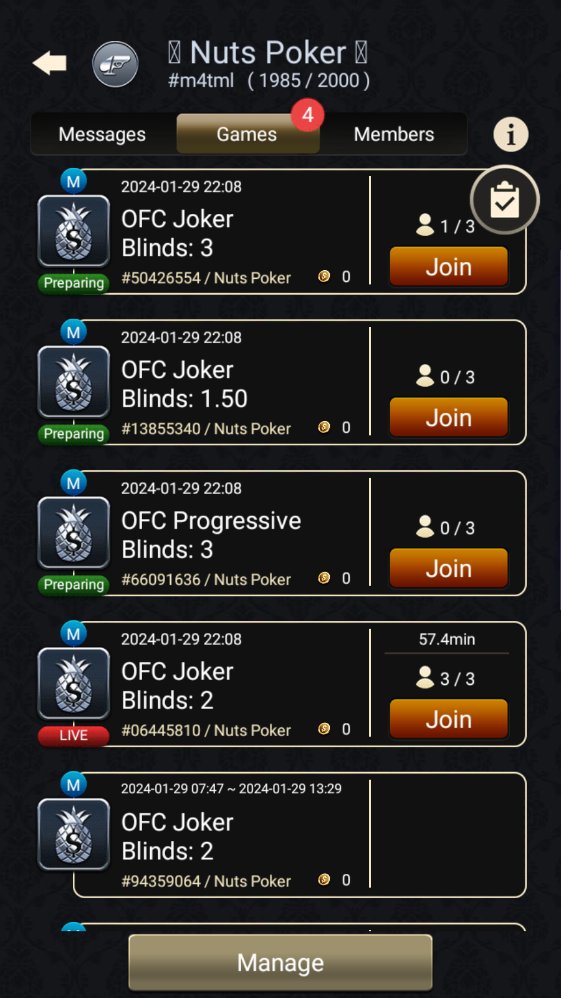 Nuts Poker
#m4tml ( 1985 / 2000 )
Messages
Games
4
Members
i
M
2024-01-29 22:08
OFC Joker
Blinds: 3
#50426554 / Nuts Poker
0
Preparing
1 / 3
Join
M
2024-01-29 22:08
OFC Joker
Blinds: 1.50
#13855340 / Nuts Poker
0
Preparing
0 / 3
Join
M
2024-01-29 22:08
OFC Progressive
Blinds: 3
#66091636 / Nuts Poker
0
Preparing
0 / 3
Join
M
2024-01-29 22:08
OFC Joker
Blinds: 2
#06445810 / Nuts Poker
0
LIVE
57.4min
3 / 3
Join
M
2024-01-29 07:47 ~ 2024-01-29 13:29
OFC Joker
Blinds: 2
#94359064 / Nuts Poker
0
Manage